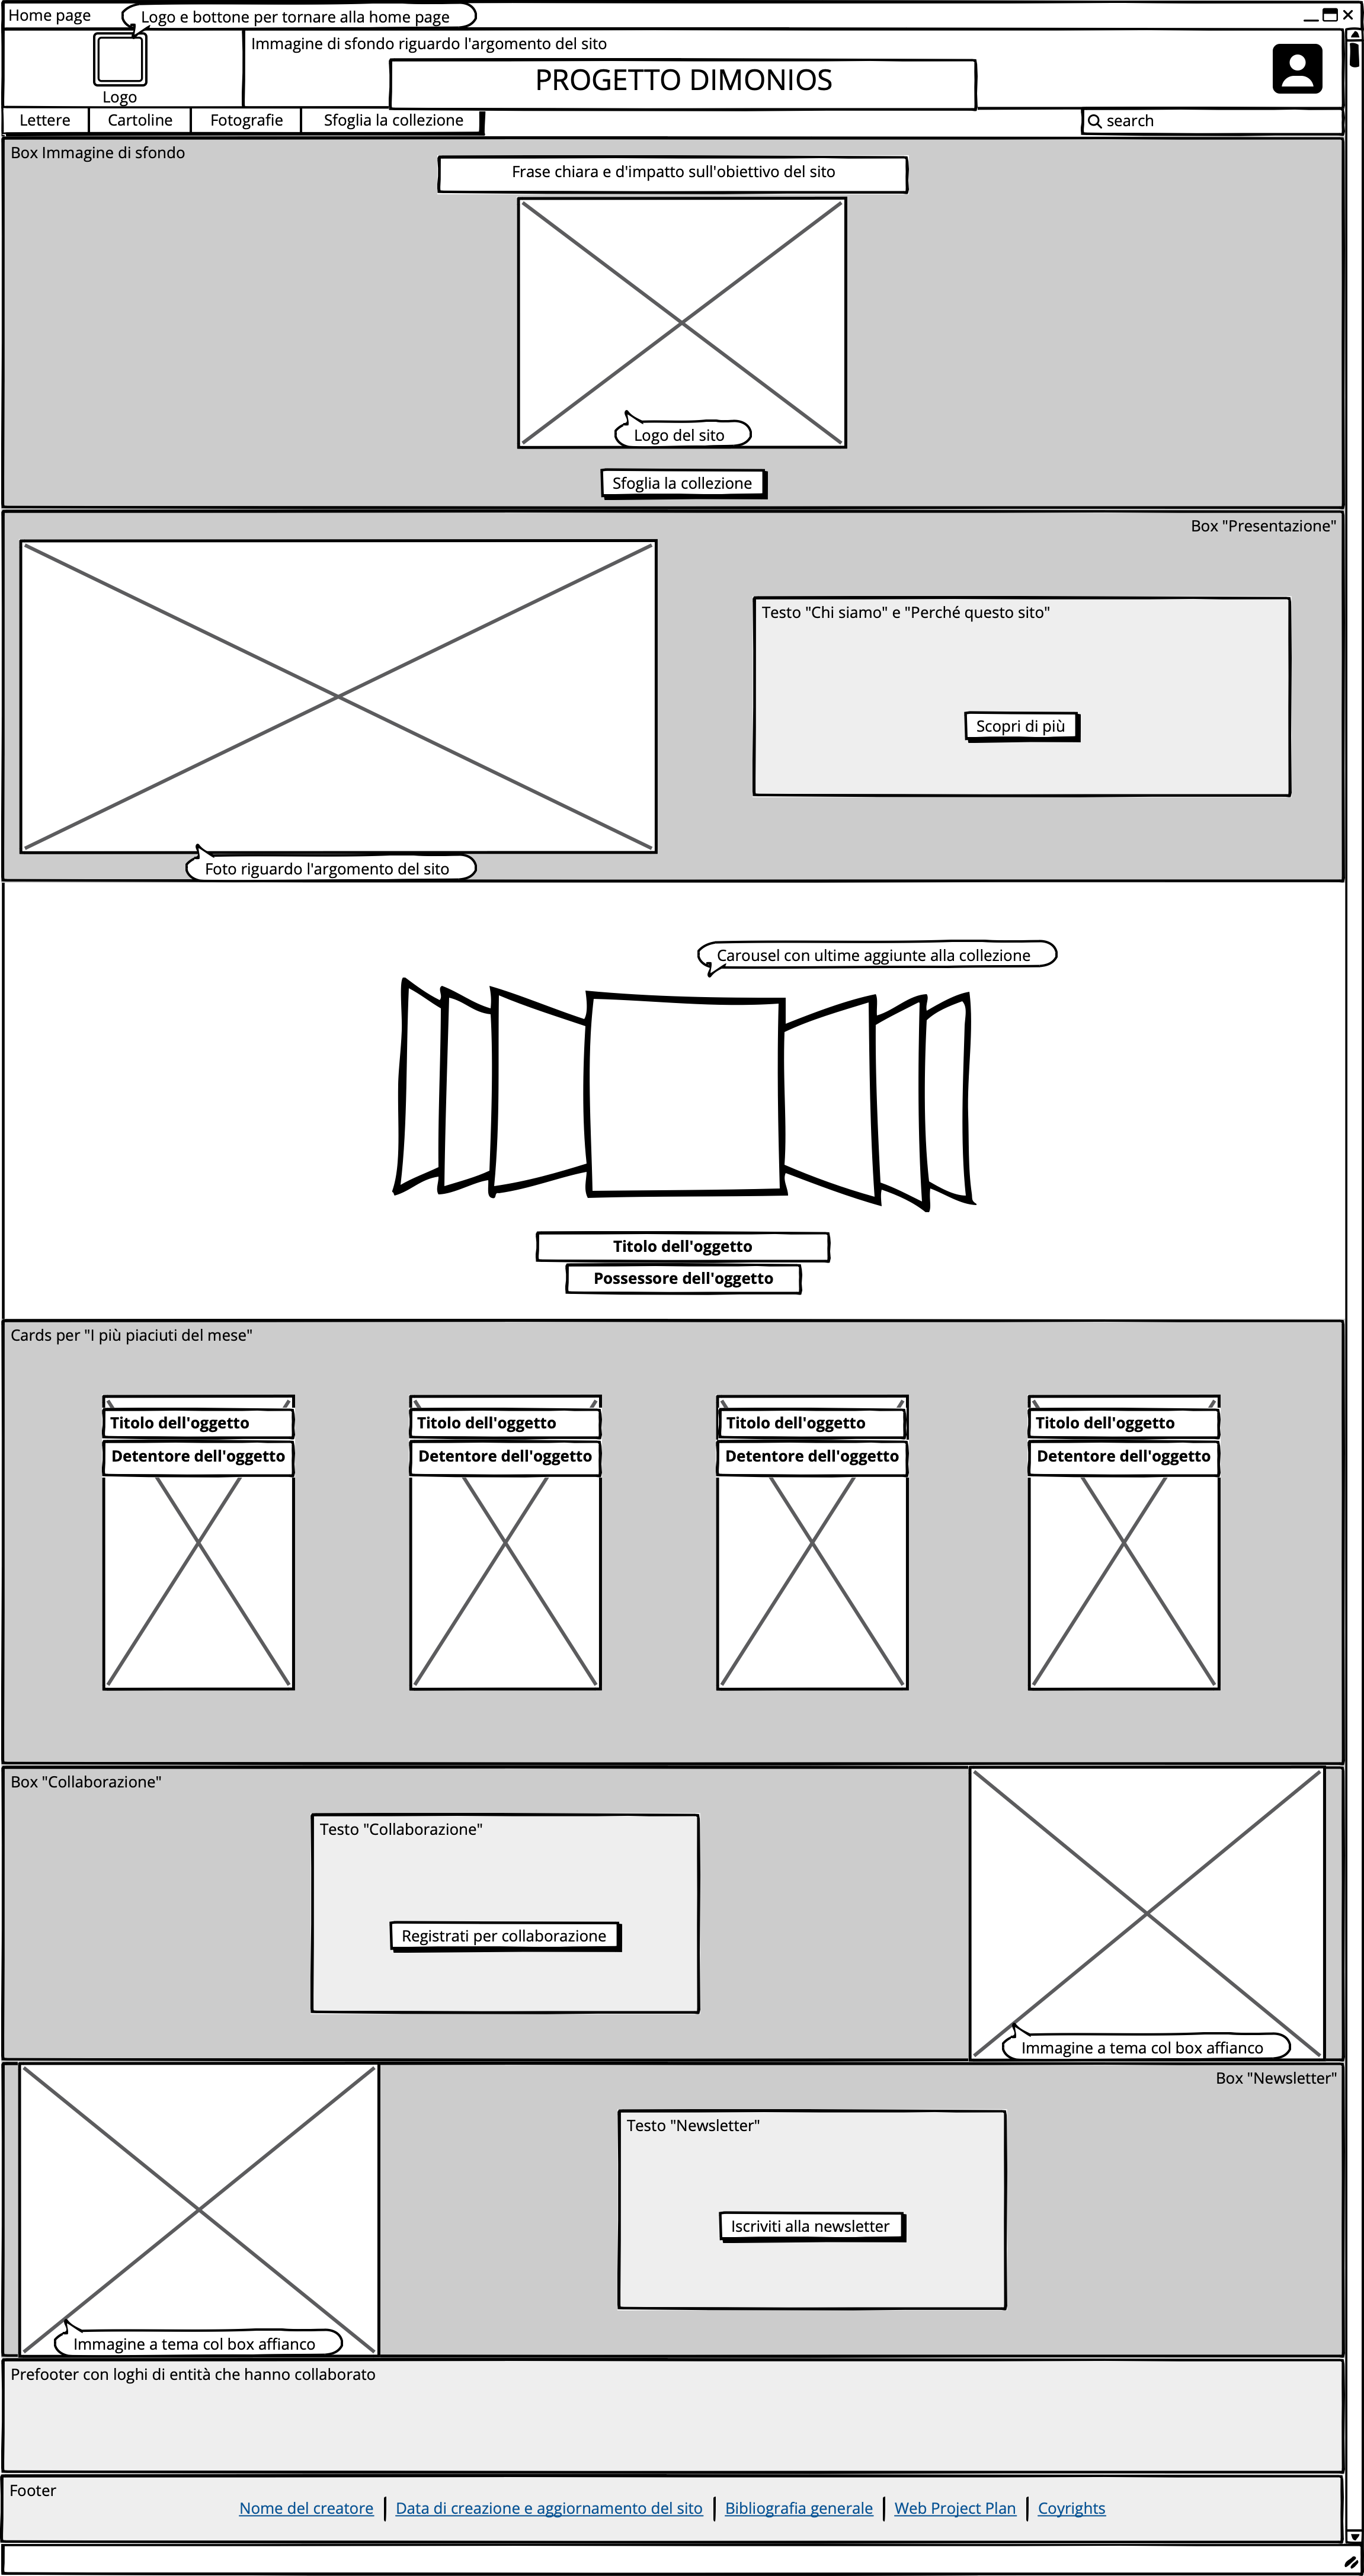 Home page
Logo e bottone per tornare alla home page
Logo
Immagine di sfondo riguardo l'argomento del sito
PROGETTO DIMONIOS
Lettere
Cartoline
Fotografie
Sfoglia la collezione
search
Box Immagine di sfondo
Frase chiara e d'impatto sull'obiettivo del sito
Logo del sito
Sfoglia la collezione
Box "Presentazione"
Testo "Chi siamo" e "Perché questo sito"
Scopri di più
Foto riguardo l'argomento del sito
Carousel con ultime aggiunte alla collezione
Titolo dell'oggetto
Possessore dell'oggetto
Cards per "I più piaciuti del mese"
Titolo dell'oggetto
Detentore dell'oggetto
Titolo dell'oggetto
Detentore dell'oggetto
Titolo dell'oggetto
Detentore dell'oggetto
Titolo dell'oggetto
Detentore dell'oggetto
Box "Collaborazione"
Testo "Collaborazione"
Registrati per collaborazione
Immagine a tema col box affianco
Box "Newsletter"
Testo "Newsletter"
Iscriviti alla newsletter
Immagine a tema col box affianco
Prefooter con loghi di entità che hanno collaborato
Footer
Nome del creatore | Data di creazione e aggiornamento del sito | Bibliografia generale | Web Project Plan | Coyrights